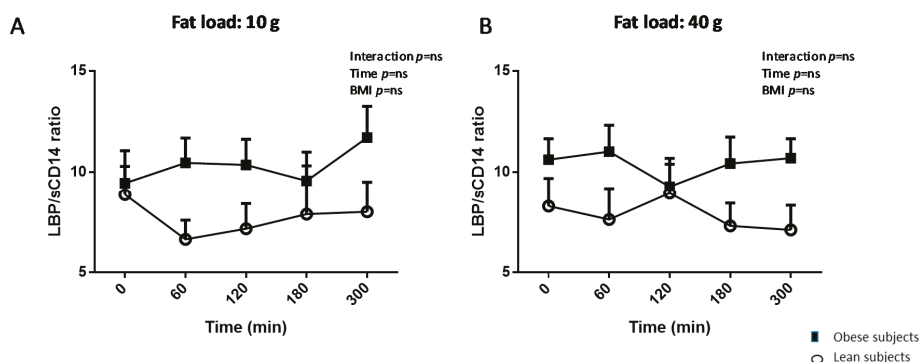 A
Fat load: 10 g
Interaction p=ns
Time p=ns
BMI p=ns
15
10
5
LBP/sCD14 ratio
0
60
120
180
300
Time (min)
B
Fat load: 40 g
Interaction p=ns
Time p=ns
BMI p=ns
15
10
5
LBP/sCD14 ratio
0
60
120
180
300
Time (min)
Obese subjects
Lean subjects